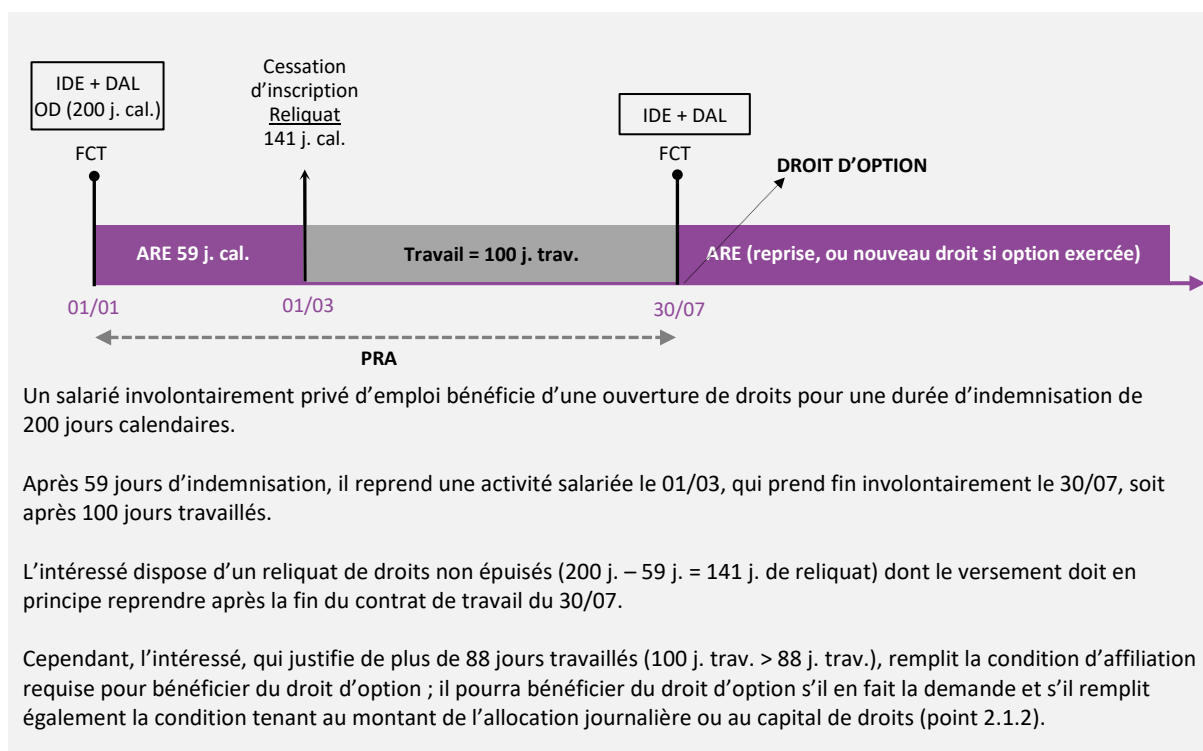 IDE + DAL
OD (200 j. cal.)
FCT
Cessation
d’inscription
Reliquat
141 j. cal.
IDE + DAL
FCT
DROIT D’OPTION
ARE 59 j. cal.
Travail = 100 j. trav.
ARE (reprise, ou nouveau droit si option exercée)
01/01
01/03
30/07
PRA
Un salarié involontairement privé d’emploi bénéficie d’une ouverture de droits pour une durée d’indemnisation de
200 jours calendaires.
Après 59 jours d’indemnisation, il reprend une activité salariée le 01/03, qui prend fin involontairement le 30/07, soit
après 100 jours travaillés.
L’intéressé dispose d’un reliquat de droits non épuisés (200 j. – 59 j. = 141 j. de reliquat) dont le versement doit en
principe reprendre après la fin du contrat de travail du 30/07.
Cependant, l’intéressé, qui justifie de plus de 88 jours travaillés (100 j. trav. > 88 j. trav.), remplit la condition d’affiliation
requise pour bénéficier du droit d’option ; il pourra bénéficier du droit d’option s’il en fait la demande et s’il remplit
également la condition tenant au montant de l’allocation journalière ou au capital de droits (point 2.1.2).